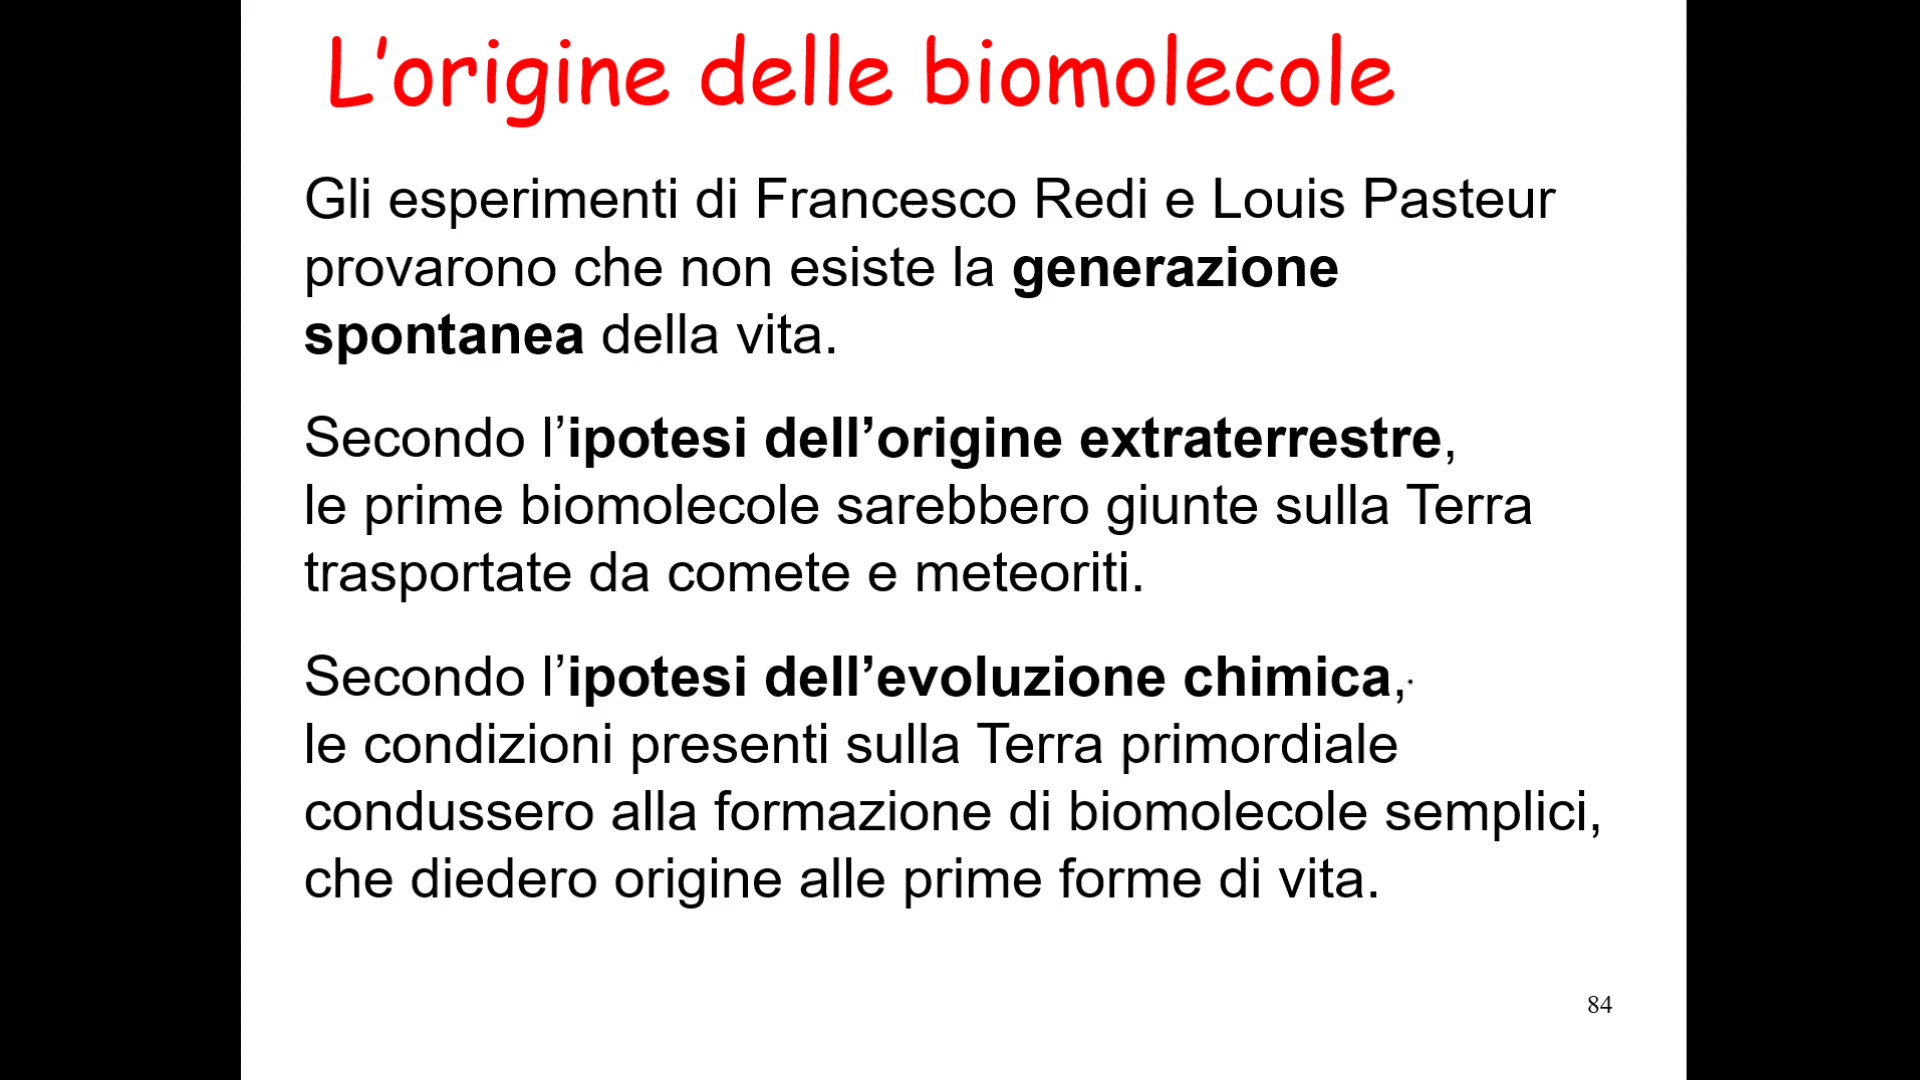 L’origine delle biomolecole
Gli esperimenti di Francesco Redi e Louis Pasteur
provarono che non esiste la generazione
spontanea della vita.
Secondo l’ipotesi dell’origine extraterrestre,
le prime biomolecole sarebbero giunte sulla Terra
trasportate da comete e meteoriti.
Secondo l’ipotesi dell’evoluzione chimica,
le condizioni presenti sulla Terra primordiale
condussero alla formazione di biomolecole semplici,
che diedero origine alle prime forme di vita.
84